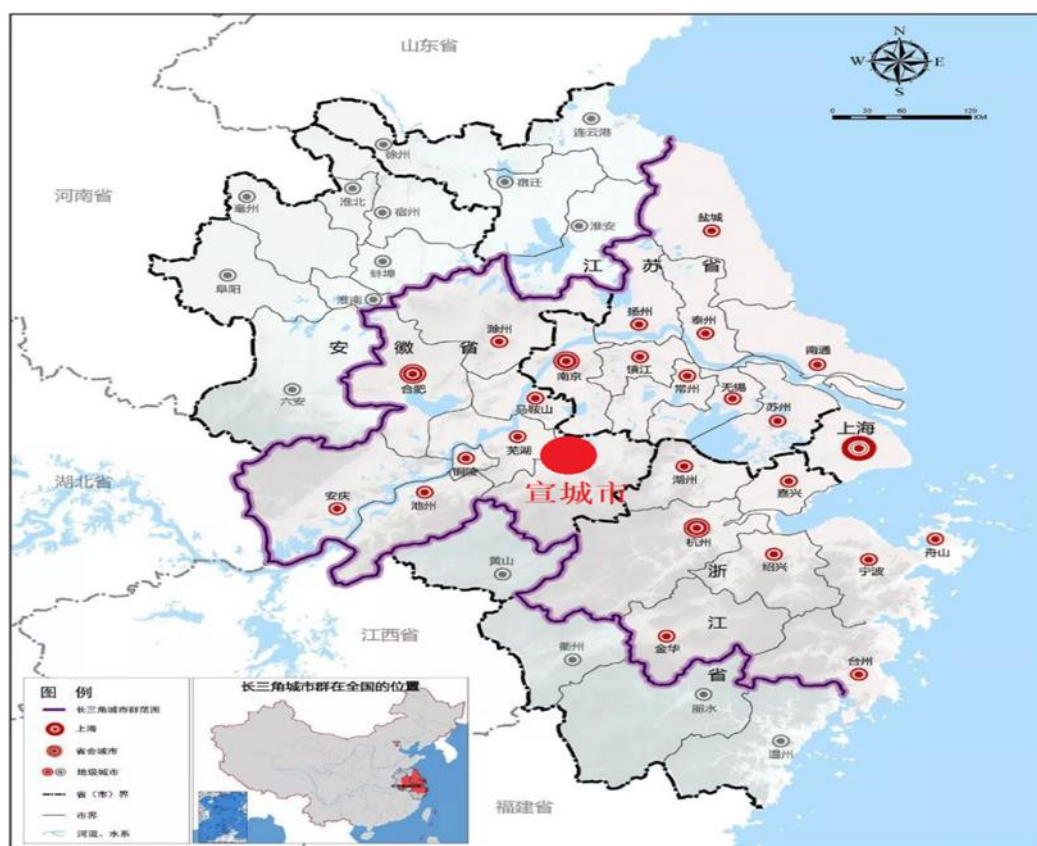 山东省
N
W
E
S
0
30
60
120
KM
连云港
徐州
宿迁
河南省
亳州
淮北
宿州
淮安
盐城
蚌埠
江苏省
阜阳
淮南
扬州
泰州
滁州
安徽省
南京
镇江
南通
合肥
常州
无锡
六安
马鞍山
苏州
上海
芜湖
湖北省
铜陵
宣城市
湖州
嘉兴
安庆
池州
杭州
舟山
黄山
绍兴
宁波
浙江省
江西省
衢州
金华
台州
丽水
温州
福建省
图 例
长三角城市群范围
上海
省会城市
地级城市
省（市）界
市界
河流、水系
长三角城市群在全国的位置